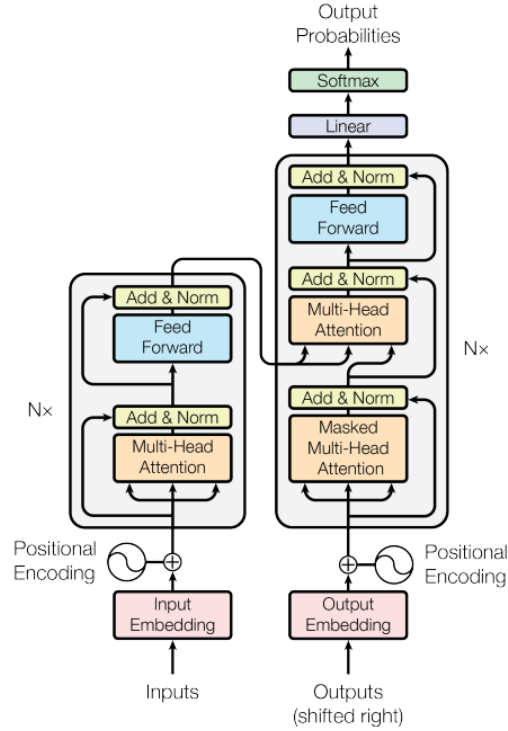 Output
Probabilities
Softmax
Linear
Add & Norm
Feed
Forward
Add & Norm
Multi-Head
Attention
Add & Norm
Masked
Multi-Head
Attention
Nx
Positional
Encoding
Output
Embedding
Outputs
(shifted right)
Add & Norm
Feed
Forward
Add & Norm
Multi-Head
Attention
Nx
Positional
Encoding
Input
Embedding
Inputs